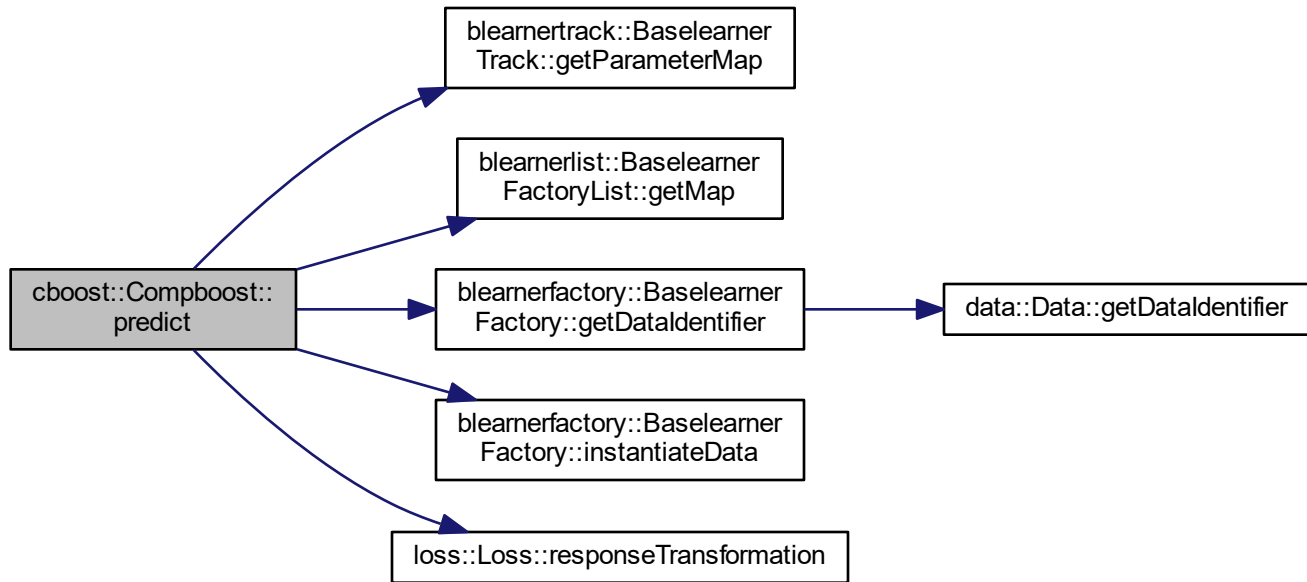 blearnertrack::Baselearner
Track::getParameterMap
blearnerlist::Baselearner
FactoryList::getMap
cboost::Compboost::
predict
blearnerfactory::Baselearner
Factory::getDataIdentifier
data::Data::getDataIdentifier
blearnerfactory::Baselearner
Factory::instantiateData
loss::Loss::responseTransformation